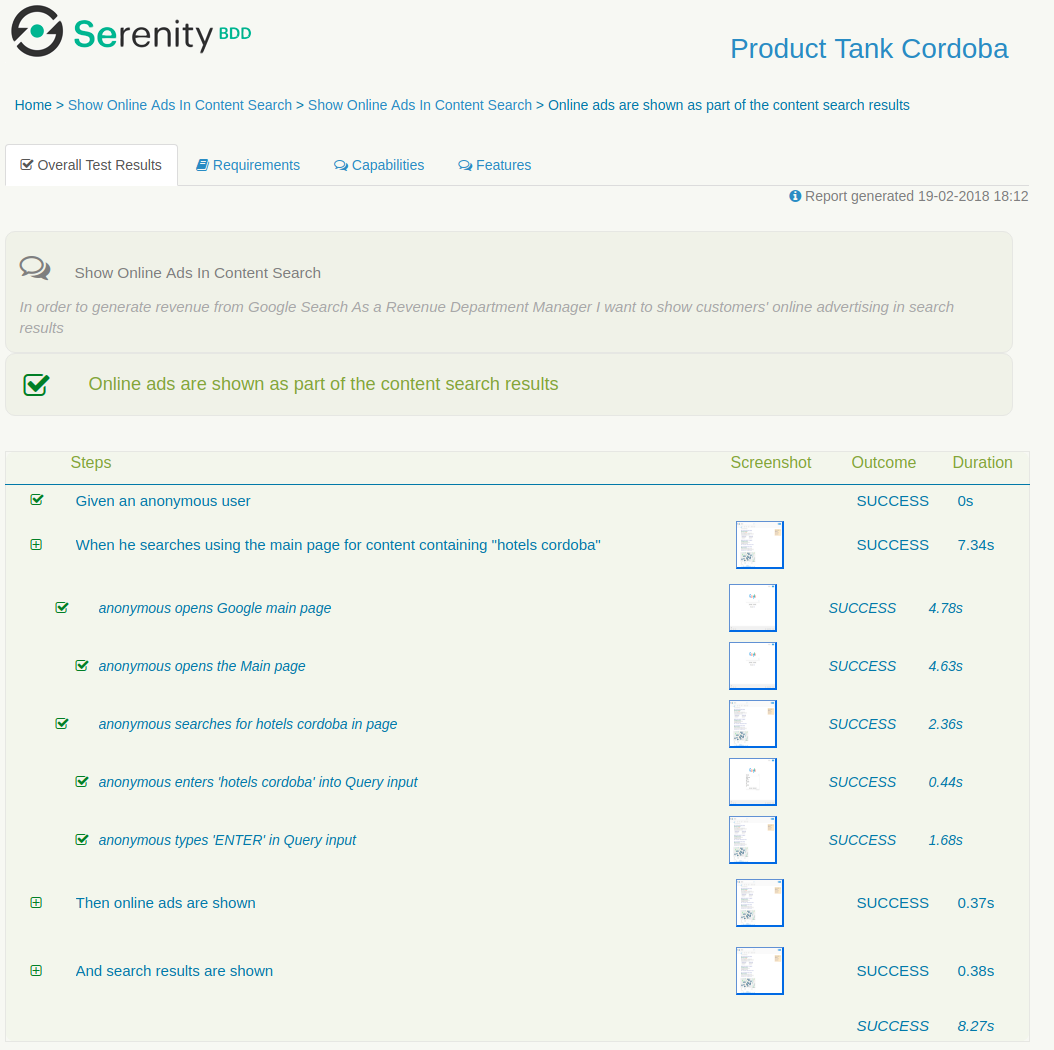 Serenity BDD
Product Tank Cordoba
Home > Show Online Ads In Content Search > Show Online Ads In Content Search > Online ads are shown as part of the content search results
Overall Test Results Requirements Capabilities Features
Report generated 19-02-2018 18:12
Show Online Ads In Content Search
In order to generate revenue from Google Search As a Revenue Department Manager I want to show customers' online advertising in search
results
Online ads are shown as part of the content search results
Steps Screenshot Outcome Duration
Given an anonymous user SUCCESS 0s
When he searches using the main page for content containing "hotels cordoba" SUCCESS 7.34s
anonymous opens Google main page SUCCESS 4.78s
anonymous opens the Main page SUCCESS 4.63s
anonymous searches for hotels cordoba in page SUCCESS 2.36s
anonymous enters 'hotels cordoba' into Query input SUCCESS 0.44s
anonymous types 'ENTER' in Query input SUCCESS 1.68s
Then online ads are shown SUCCESS 0.37s
And search results are shown SUCCESS 0.38s
SUCCESS 8.27s